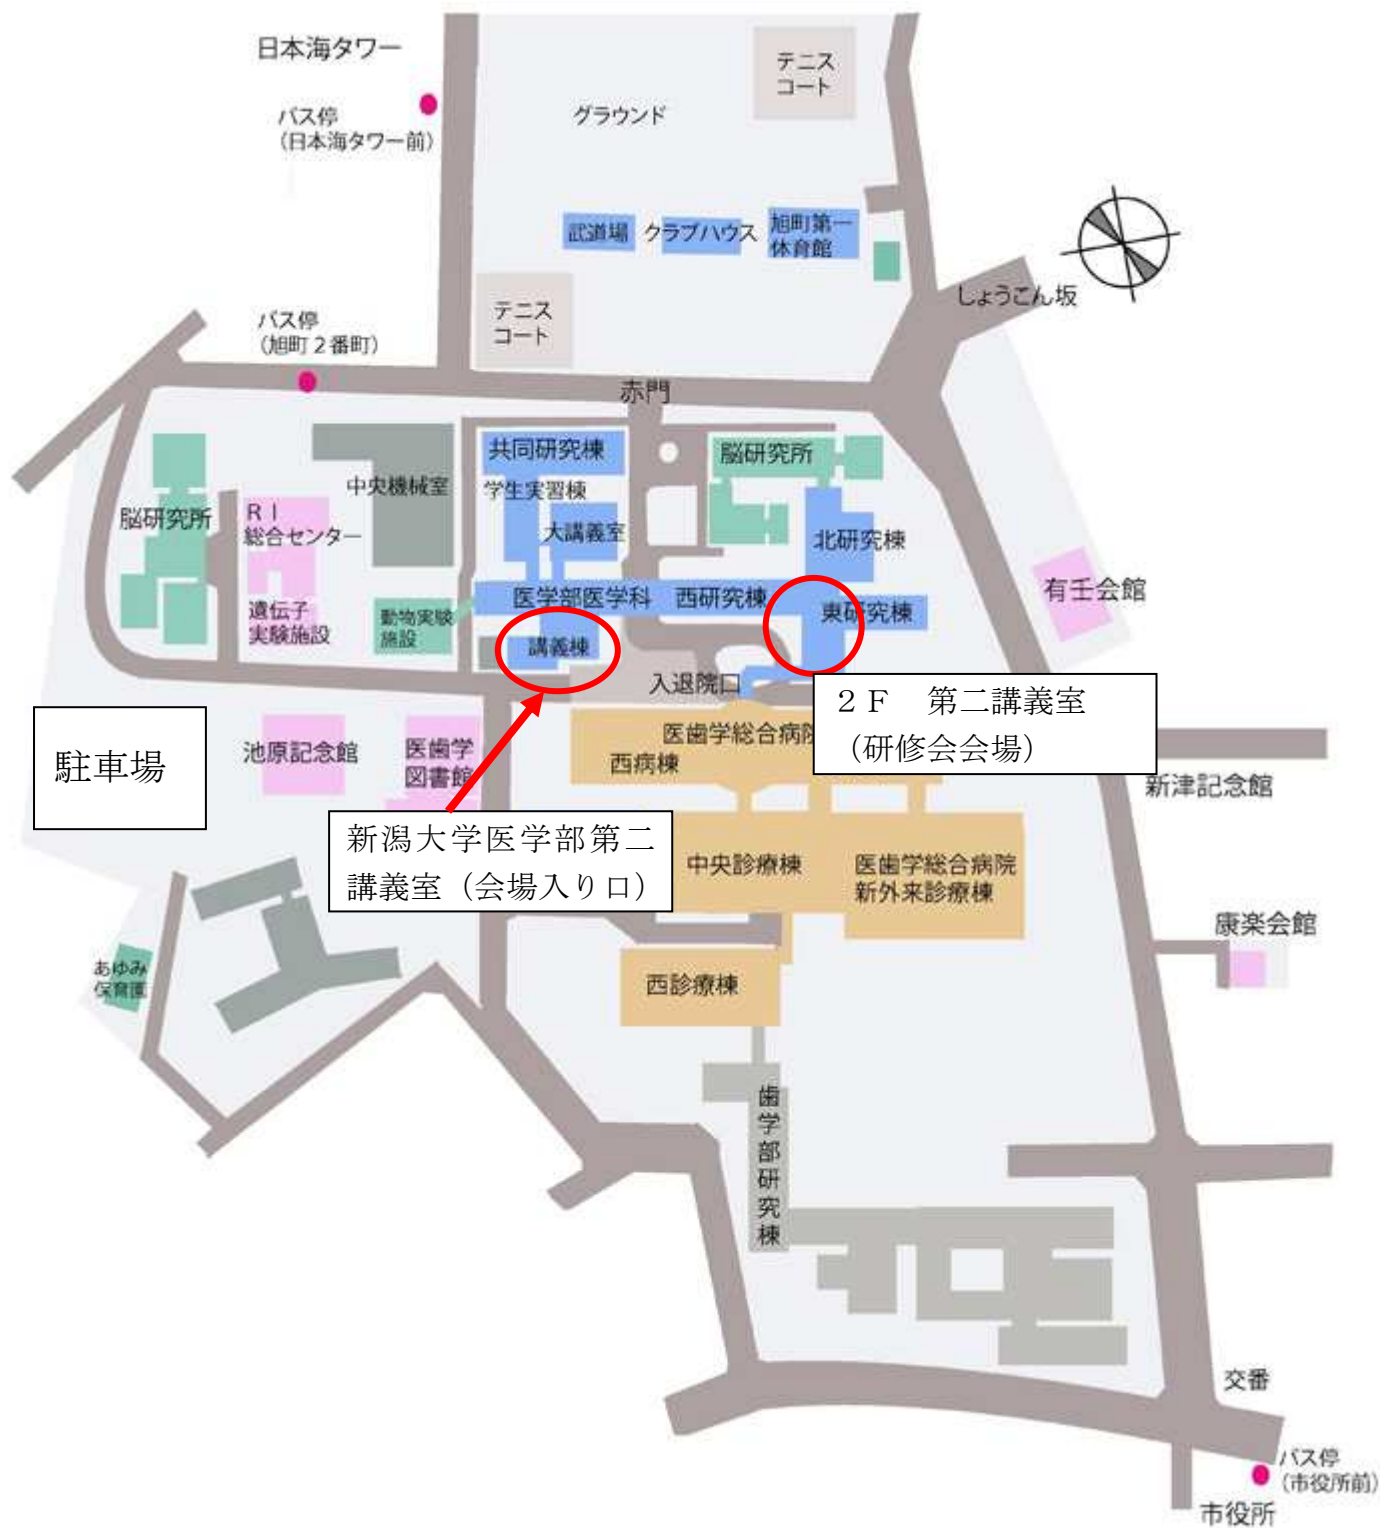 日本海タワー
バス停
(日本海タワー前)
テニス
コート
グラウンド
武道場
クラブハウス
旭町第一
体育館
しょうこん坂
テニス
コート
バス停
(旭町2番町)
赤門
共同研究棟
学生実習棟
大講義室
中央機械室
脳研究所
北研究棟
脳研究所
RI
総合センター
遺伝子
実験施設
動物実験
施設
医学部医学科
西研究棟
東研究棟
有壬会館
講義棟
入退院口
2F 第二講義室
(研修会会場)
駐車場
池原記念館
医歯学
図書館
医歯学総合病院
西病棟
新津記念館
新潟大学医学部第二
講義室(会場入り口)
中央診療棟
医歯学総合病院
新外来診療棟
康楽会館
あゆみ
保育園
西診療棟
歯学部研究棟
交番
バス停
(市役所前)
市役所